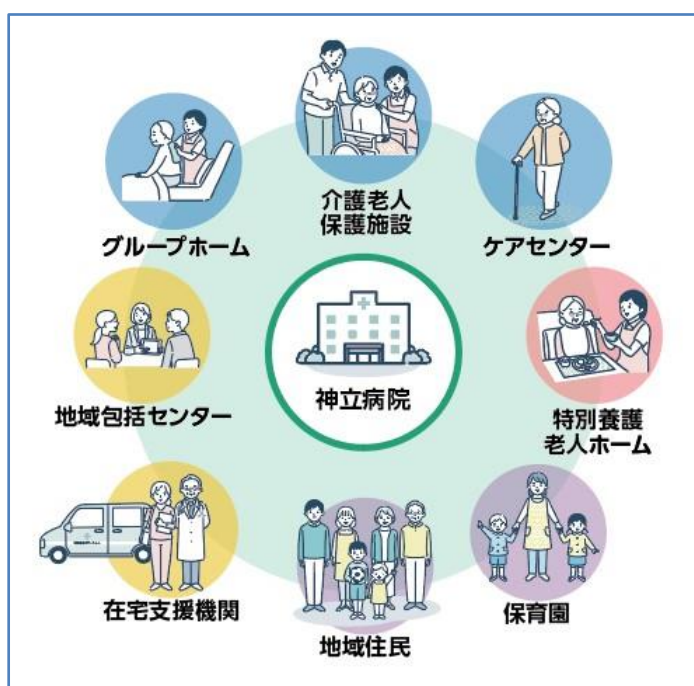 介護老人
保護施設
グループホーム
ケアセンター
神立病院
地域包括センター
特別養護
老人ホーム
在宅支援機関
地域住民
保育園